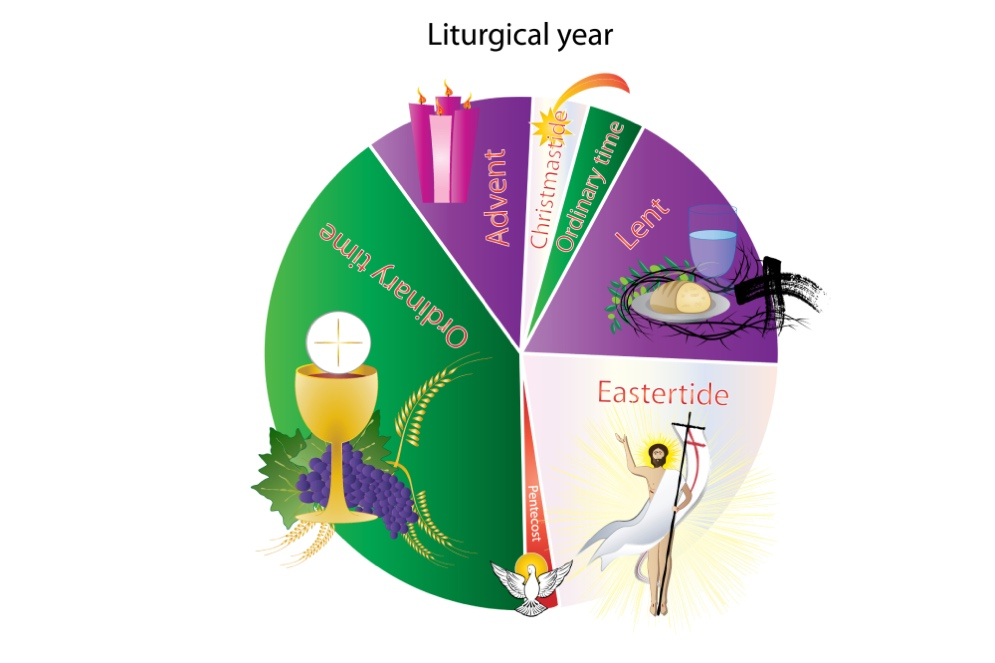 Liturgical year
Advent
Christmastide
Ordinary time
Lent
Eastertide
Pentecost
Ordinary time